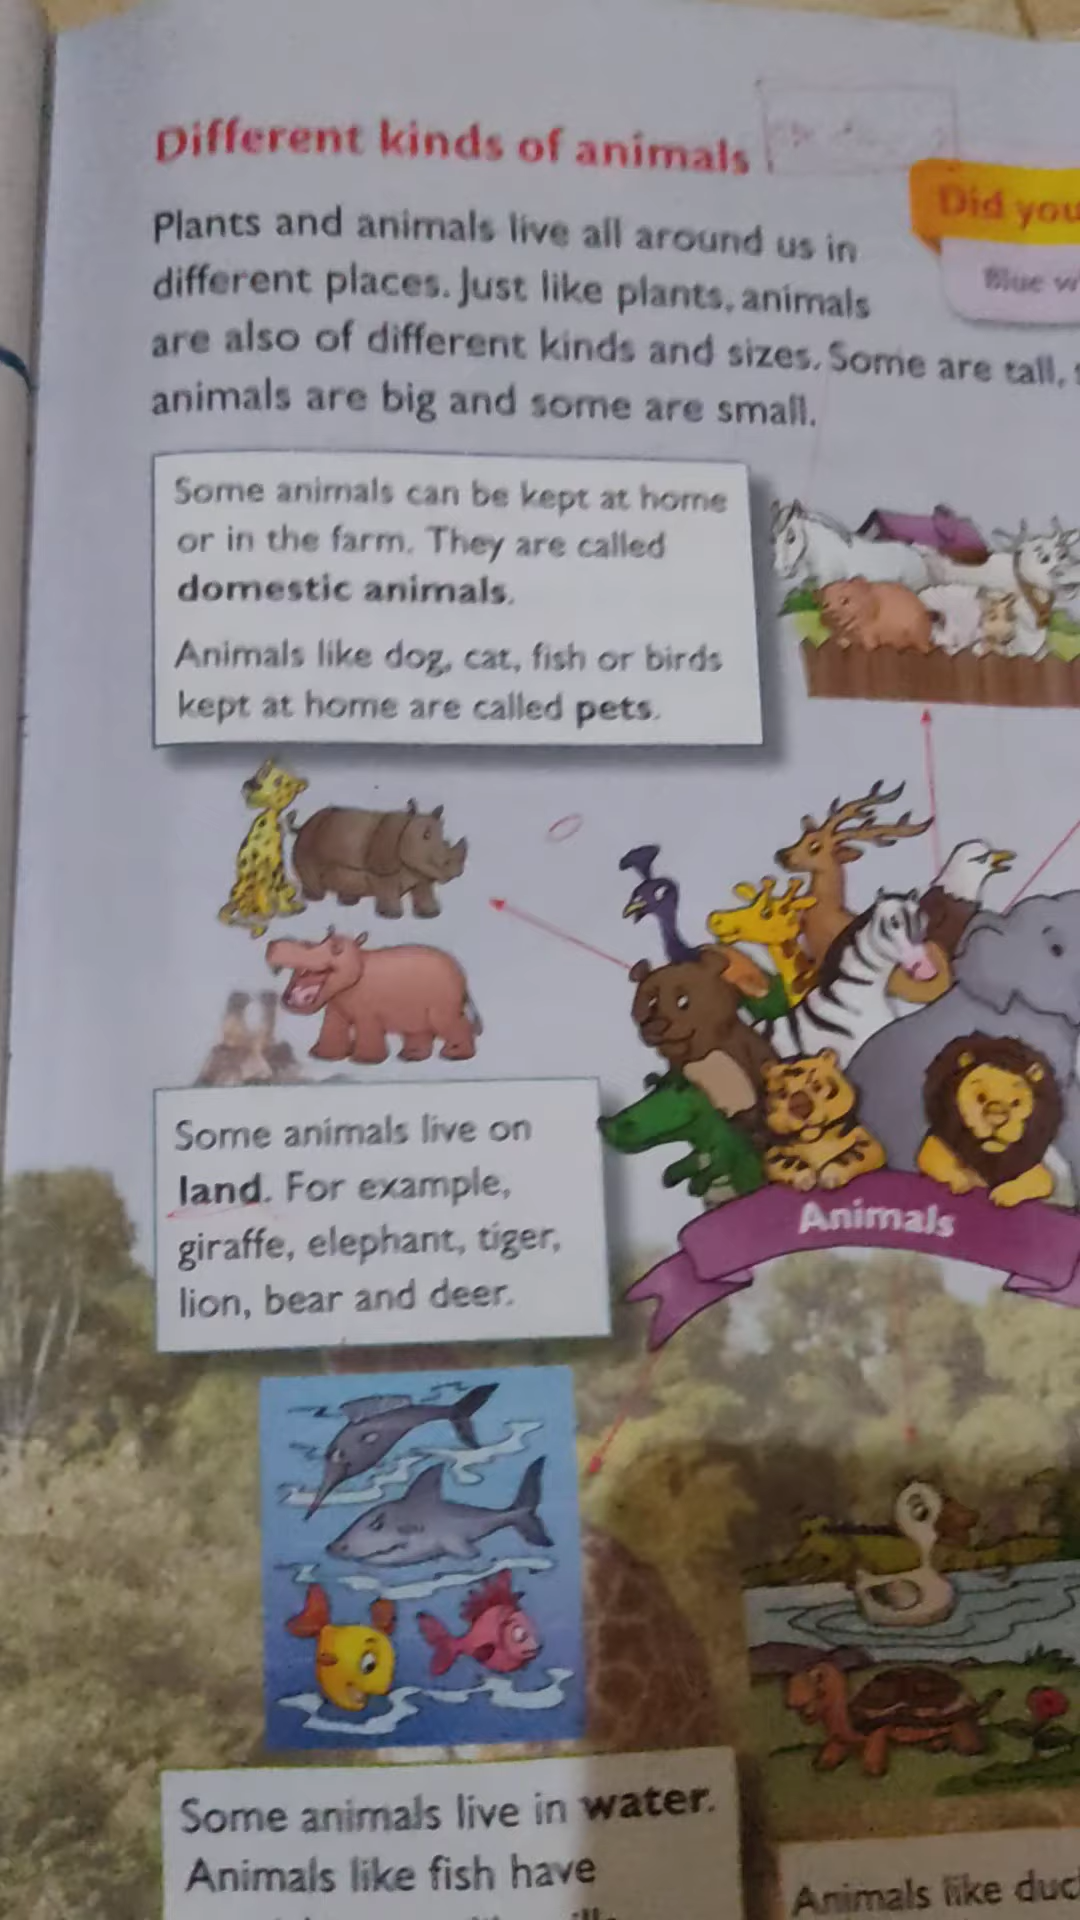 Different kinds of animals
Did you
Blue
Plants and animals live all around us in
different places. Just like plants, animals
are also of different kinds and sizes. Some are tall,
animals are big and some are small.
Some animals can be kept at home
or in the farm. They are called
domestic animals.
Animals like dog, cat, fish or birds
kept at home are called pets.
Some animals live on
land. For example,
giraffe, elephant, tiger,
lion, bear and deer.
Animals
Some animals live in water.
Animals like fish have
Animals like